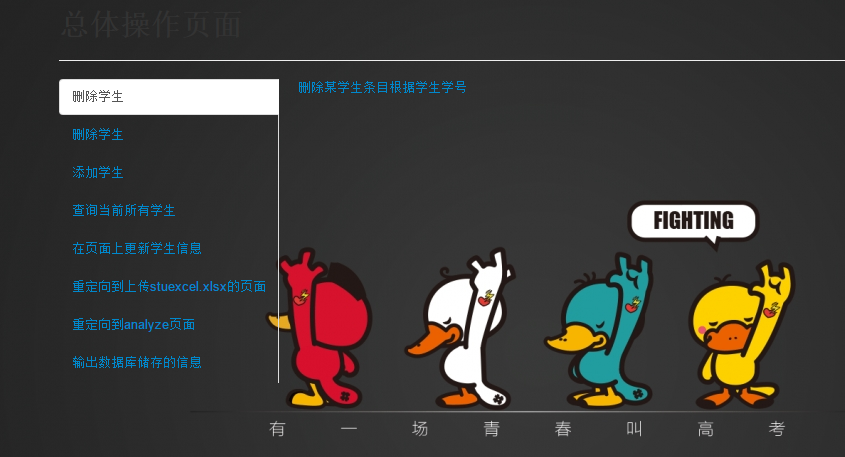 总体操作页面
删除学生
删除某学生条目根据学生学号
删除学生
添加学生
查询当前所有学生
在页面上更新学生信息
重定向到上传stuexcel.xlsx的页面
重定向到analyze页面
输出数据库储存的信息
FIGHTING
有一场青春叫高考